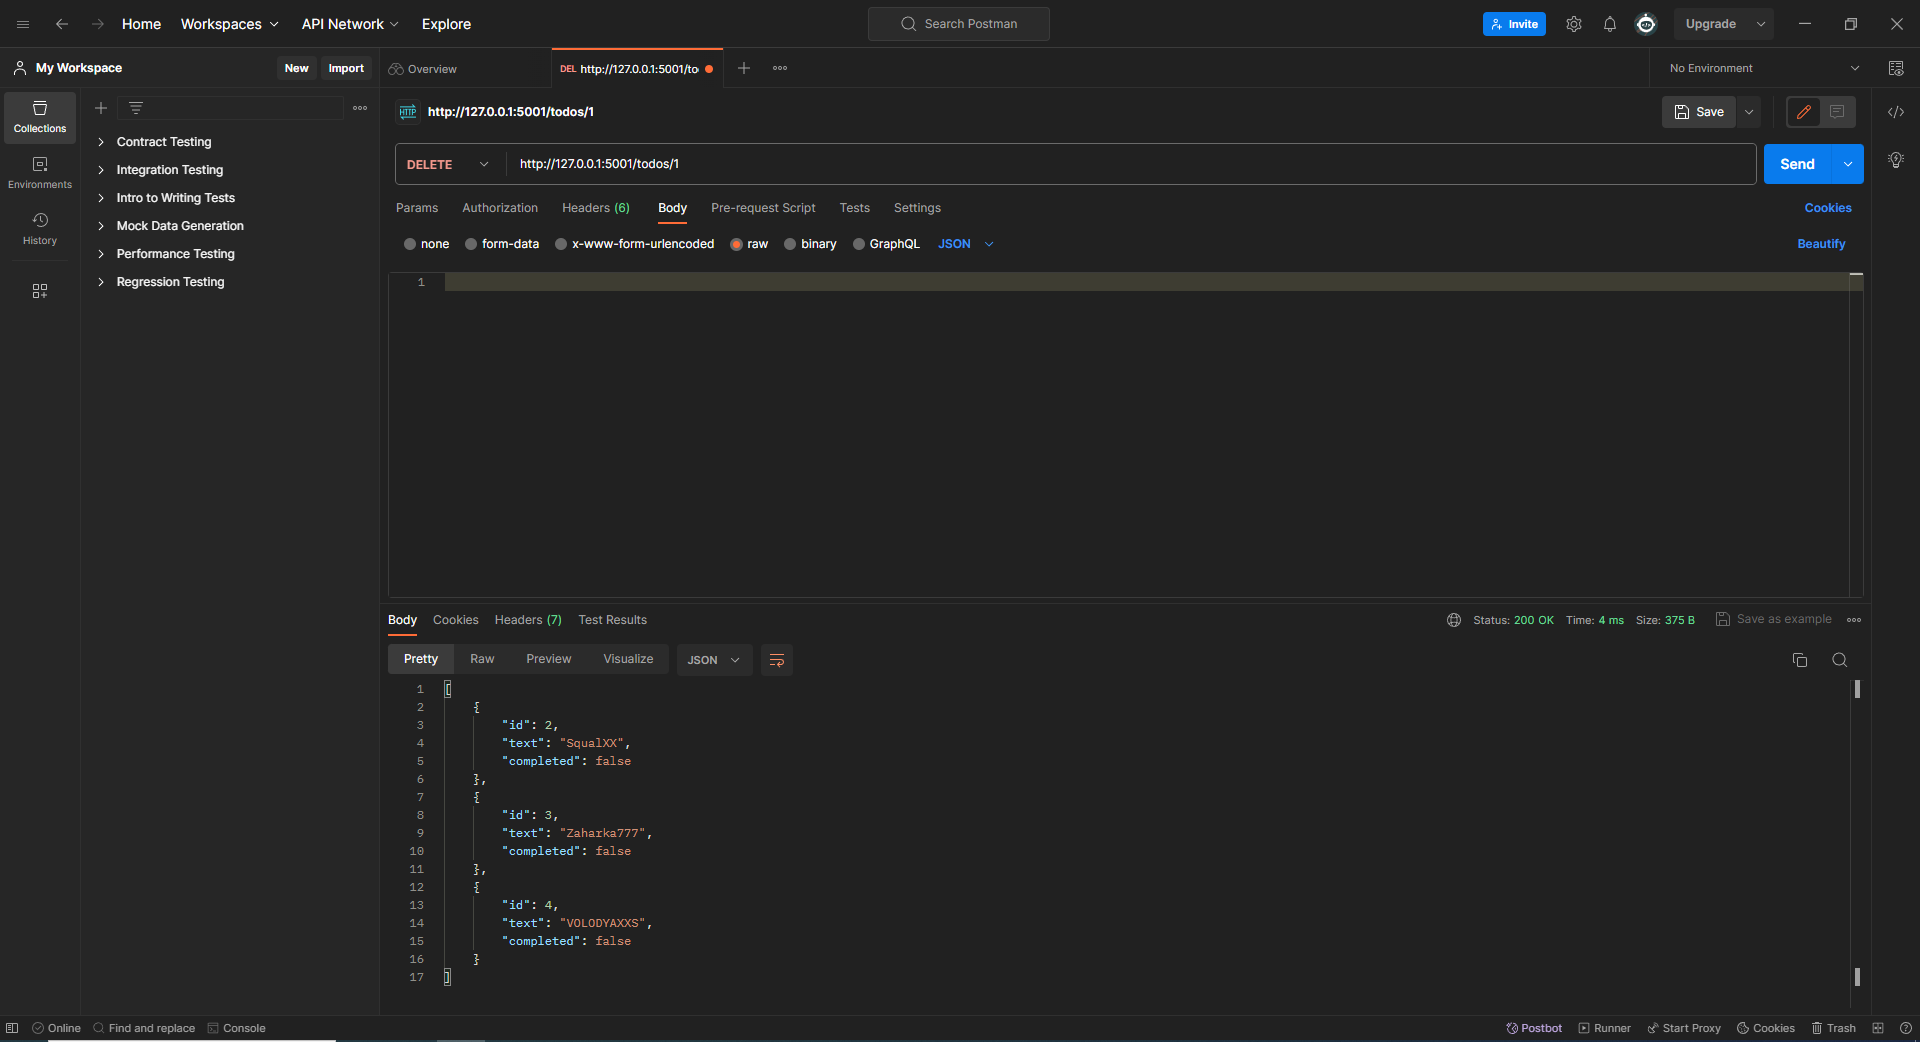 Home Workspaces API Network Explore Search Postman Invite Upgrade
My Workspace New Import Overview DEL http://127.0.0.1:5001/to No Environment
HTTP http://127.0.0.1:5001/todos/1 Save
Collections
Environments
History
Contract Testing
Integration Testing
Intro to Writing Tests
Mock Data Generation
Performance Testing
Regression Testing
DELETE http://127.0.0.1:5001/todos/1 Send
Params Authorization Headers (6) Body Pre-request Script Tests Settings Cookies
none form-data x-www-form-urlencoded raw binary GraphQL JSON Beautify
1
Body Cookies Headers (7) Test Results Status: 200 OK Time: 4 ms Size: 375 B Save as example
Pretty Raw Preview Visualize JSON
1 [
2 {
3 "id": 2,
4 "text": "SqualXX",
5 "completed": false
6 },
7 {
8 "id": 3,
9 "text": "Zaharka777",
10 "completed": false
11 },
12 {
13 "id": 4,
14 "text": "VOLODYAXXS",
15 "completed": false
16 }
17 ]
Online Find and replace Console Postbot Runner Start Proxy Cookies Trash